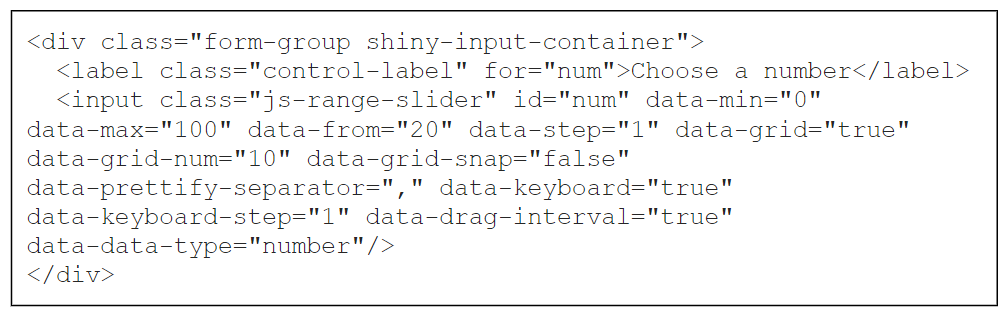 <div class="form-group shiny-input-container">
  <label class="control-label" for="num">Choose a number</label>
  <input class="js-range-slider" id="num" data-min="0"
data-max="100" data-from="20" data-step="1" data-grid="true"
data-grid-num="10" data-grid-snap="false"
data-prettify-separator="," data-keyboard="true"
data-keyboard-step="1" data-drag-interval="true"
data-data-type="number"/>
</div>